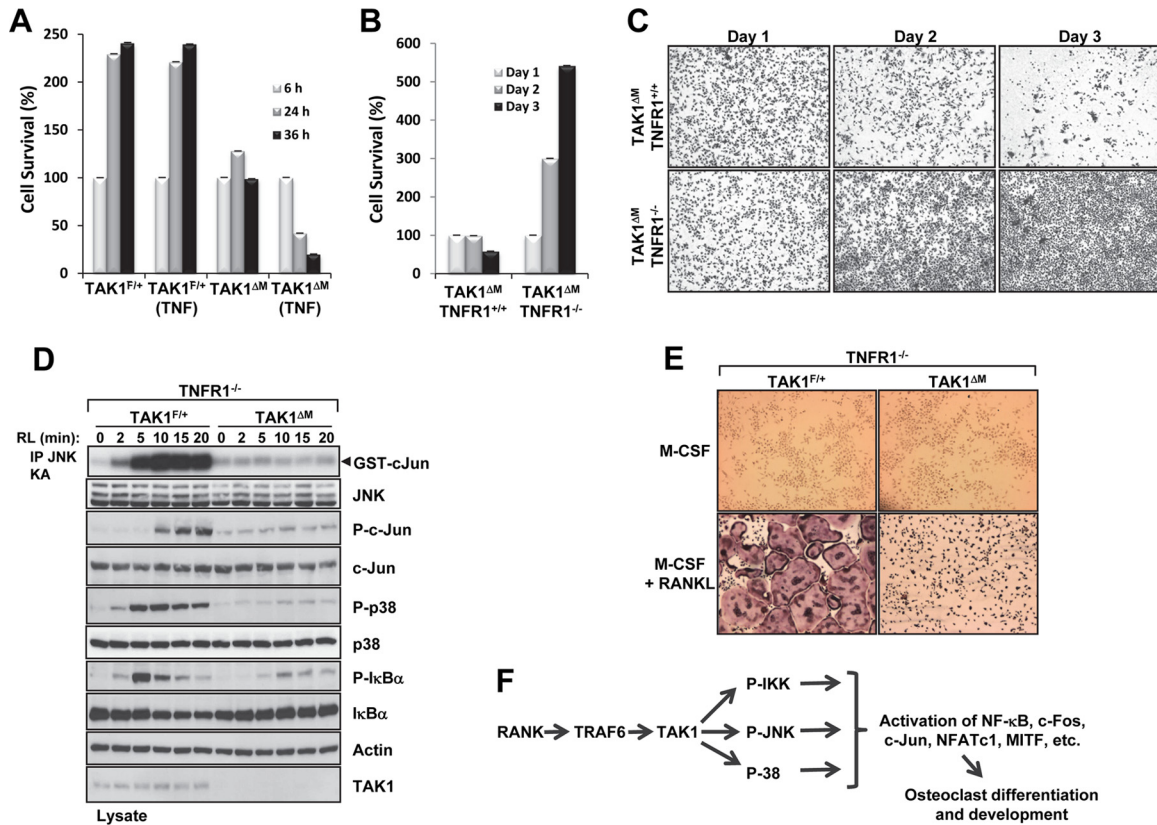 A
Cell Survival (%)
250
200
150
100
50
0
6 h
24 h
36 h
TAK1F/+
TAK1F/+ (TNF)
TAK1ΔM
TAK1ΔM (TNF)
B
Cell Survival (%)
600
500
400
300
200
100
0
Day 1
Day 2
Day 3
TAK1ΔM TNFR1+/+
TAK1ΔM TNFR1-/-
C
Day 1 Day 2 Day 3
TAK1ΔM TNFR1+/+
TAK1ΔM TNFR1-/-
D
TNFR1-/-
TAK1F/+ TAK1ΔM
RL (min): 0 2 5 10 15 20 0 2 5 10 15 20
IP JNK
KA
GST-cJun
JNK
P-c-Jun
c-Jun
P-p38
p38
P-IκBα
IκBα
Actin
TAK1
Lysate
E
TNFR1-/-
TAK1F/+ TAK1ΔM
M-CSF
M-CSF
+ RANKL
F
RANK TRAF6 TAK1
P-IKK
P-JNK
P-38
Activation of NF-κB, c-Fos,
c-Jun, NFATc1, MITF, etc.
Osteoclast differentiation
and development